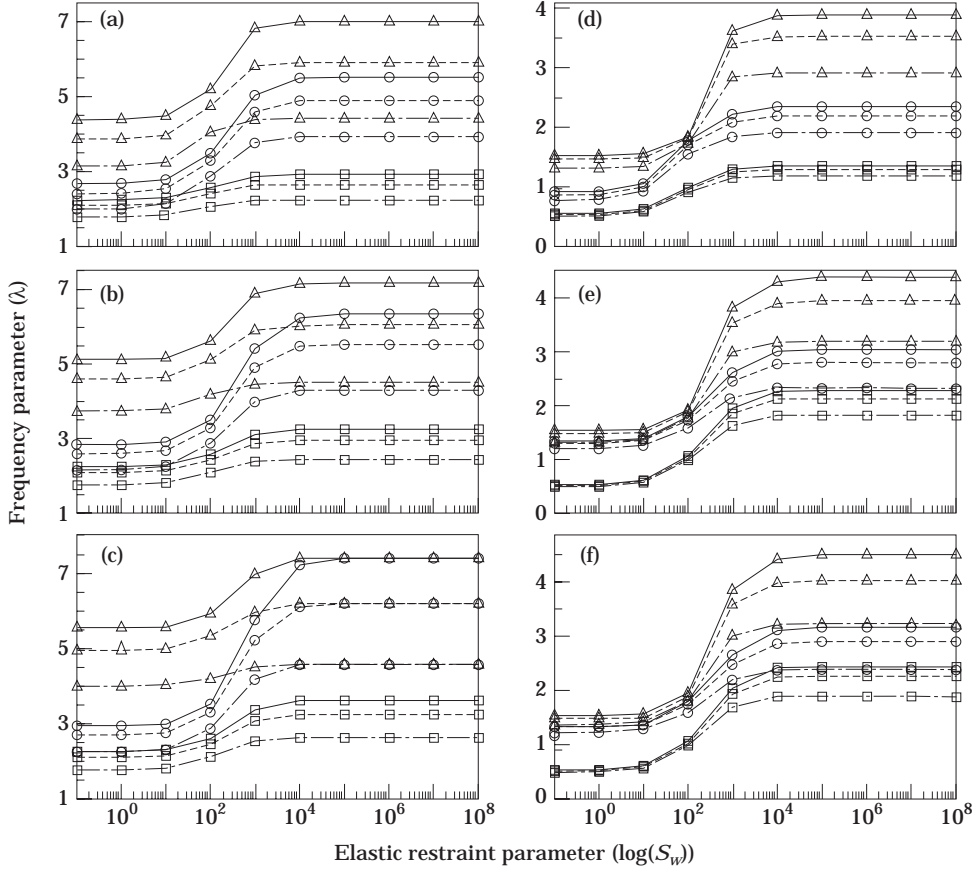 (a)
7
5
3
1
(d)
4
3
2
1
0
(b)
7
5
3
1
(e)
4
3
2
1
0
(c)
7
5
3
1
10^0 10^2 10^4 10^6 10^8
(f)
4
3
2
1
0
10^0 10^2 10^4 10^6 10^8
Frequency parameter (λ)
Elastic restraint parameter (log(S_w))